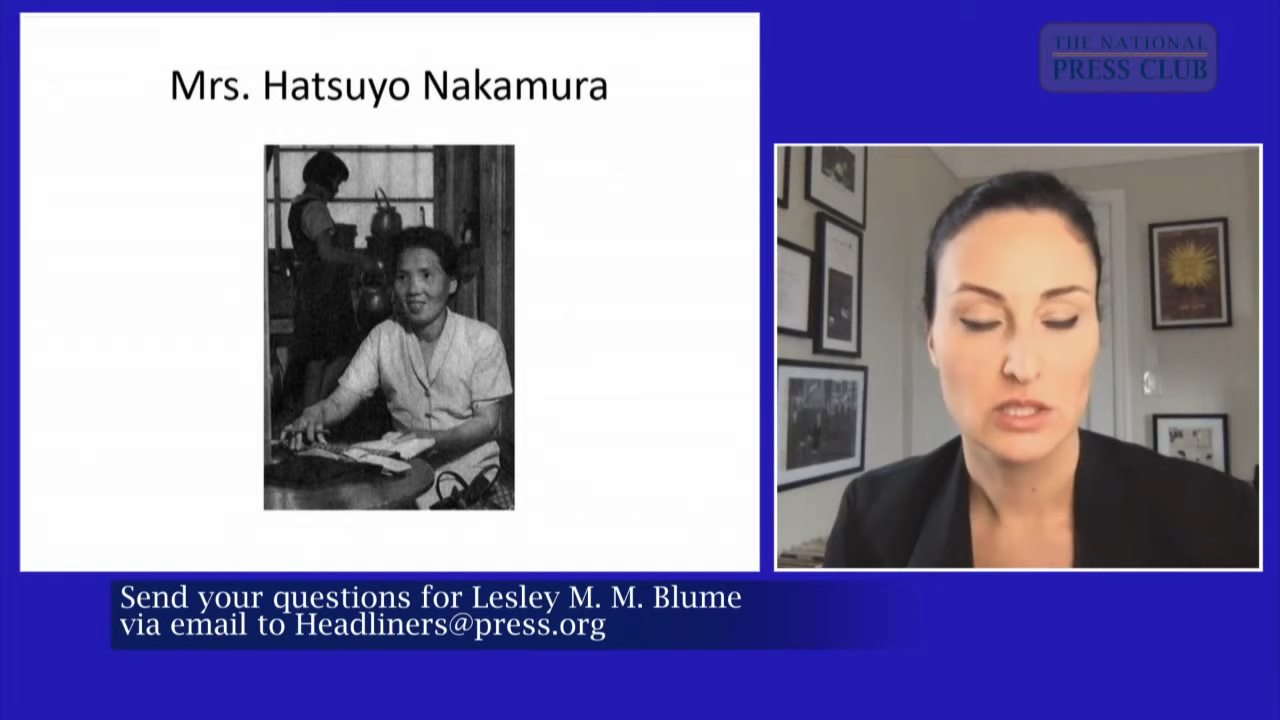 Mrs. Hatsuyo Nakamura
THE NATIONAL
PRESS CLUB
Send your questions for Lesley M. M. Blume
via email to Headliners@press.org